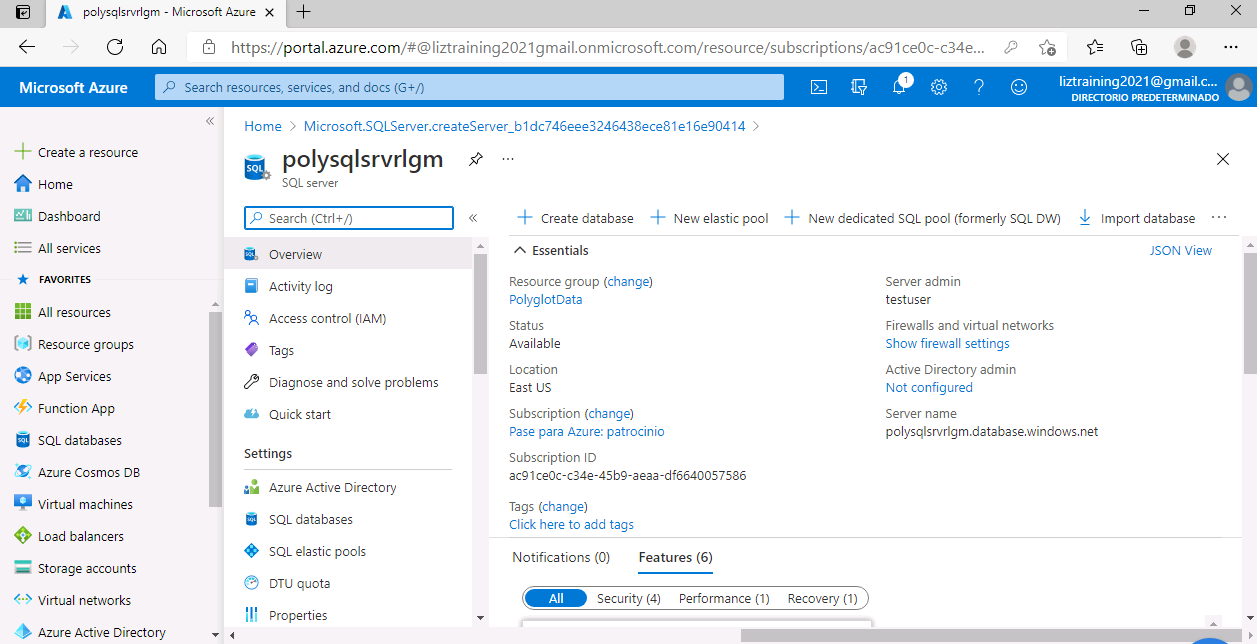 polysqlsrvrlgm - Microsoft Azure
https://portal.azure.com/#@liztraining2021gmail.onmicrosoft.com/resource/subscriptions/ac91ce0c-c34e...
Microsoft Azure
Search resources, services, and docs (G+/)
1
liztraining2021@gmail.c...
DIRECTORIO PREDETERMINADO
Create a resource
Home
Dashboard
All services
FAVORITES
All resources
Resource groups
App Services
Function App
SQL databases
Azure Cosmos DB
Virtual machines
Load balancers
Storage accounts
Virtual networks
Azure Active Directory
Home > Microsoft.SQLServer.createServer_b1dc746eee3246438ece81e16e90414 >
SQL
polysqlsrvrlgm
SQL server
Search (Ctrl+/)
Overview
Activity log
Access control (IAM)
Tags
Diagnose and solve problems
Quick start
Settings
Azure Active Directory
SQL databases
SQL elastic pools
DTU quota
Properties
Create database
New elastic pool
New dedicated SQL pool (formerly SQL DW)
Import database
Essentials
JSON View
Resource group (change)
PolyglotData
Status
Available
Location
East US
Subscription (change)
Pase para Azure: patrocinio
Subscription ID
ac91ce0c-c34e-45b9-aeaa-df6640057586
Tags (change)
Click here to add tags
Server admin
testuser
Firewalls and virtual networks
Show firewall settings
Active Directory admin
Not configured
Server name
polysqlsrvrlgm.database.windows.net
Notifications (0)
Features (6)
All
Security (4)
Performance (1)
Recovery (1)